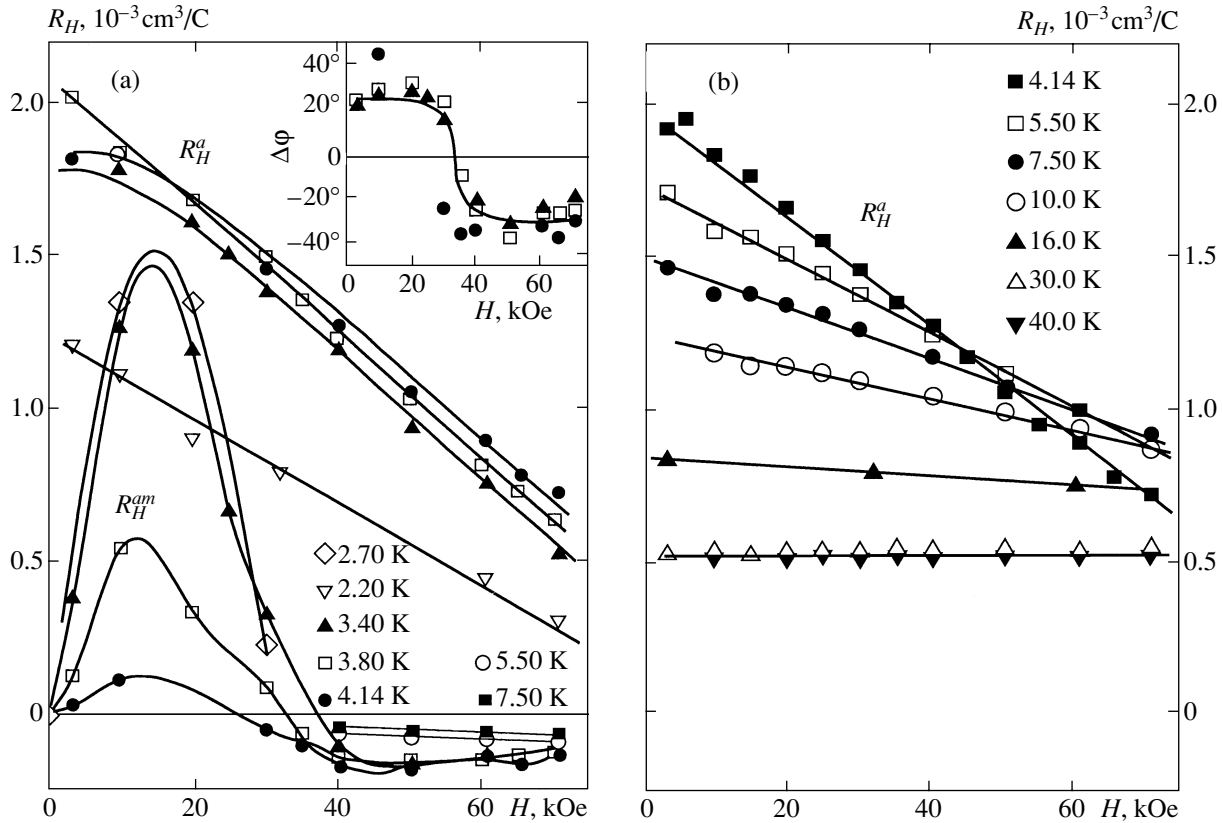 R_H, 10⁻³ cm³/C
(a)
2.0
1.5
1.0
0.5
0
R_H^a
R_H^am
40°
20°
0
−20°
−40°
Δφ
0 20 40 60 80
H, kOe
2.70 K
2.20 K
3.40 K
3.80 K
4.14 K
5.50 K
7.50 K
0 20 40 60 H, kOe
R_H, 10⁻³ cm³/C
(b)
4.14 K
5.50 K
7.50 K
10.0 K
16.0 K
30.0 K
40.0 K
R_H^a
2.0
1.5
1.0
0.5
0
0 20 40 60 H, kOe